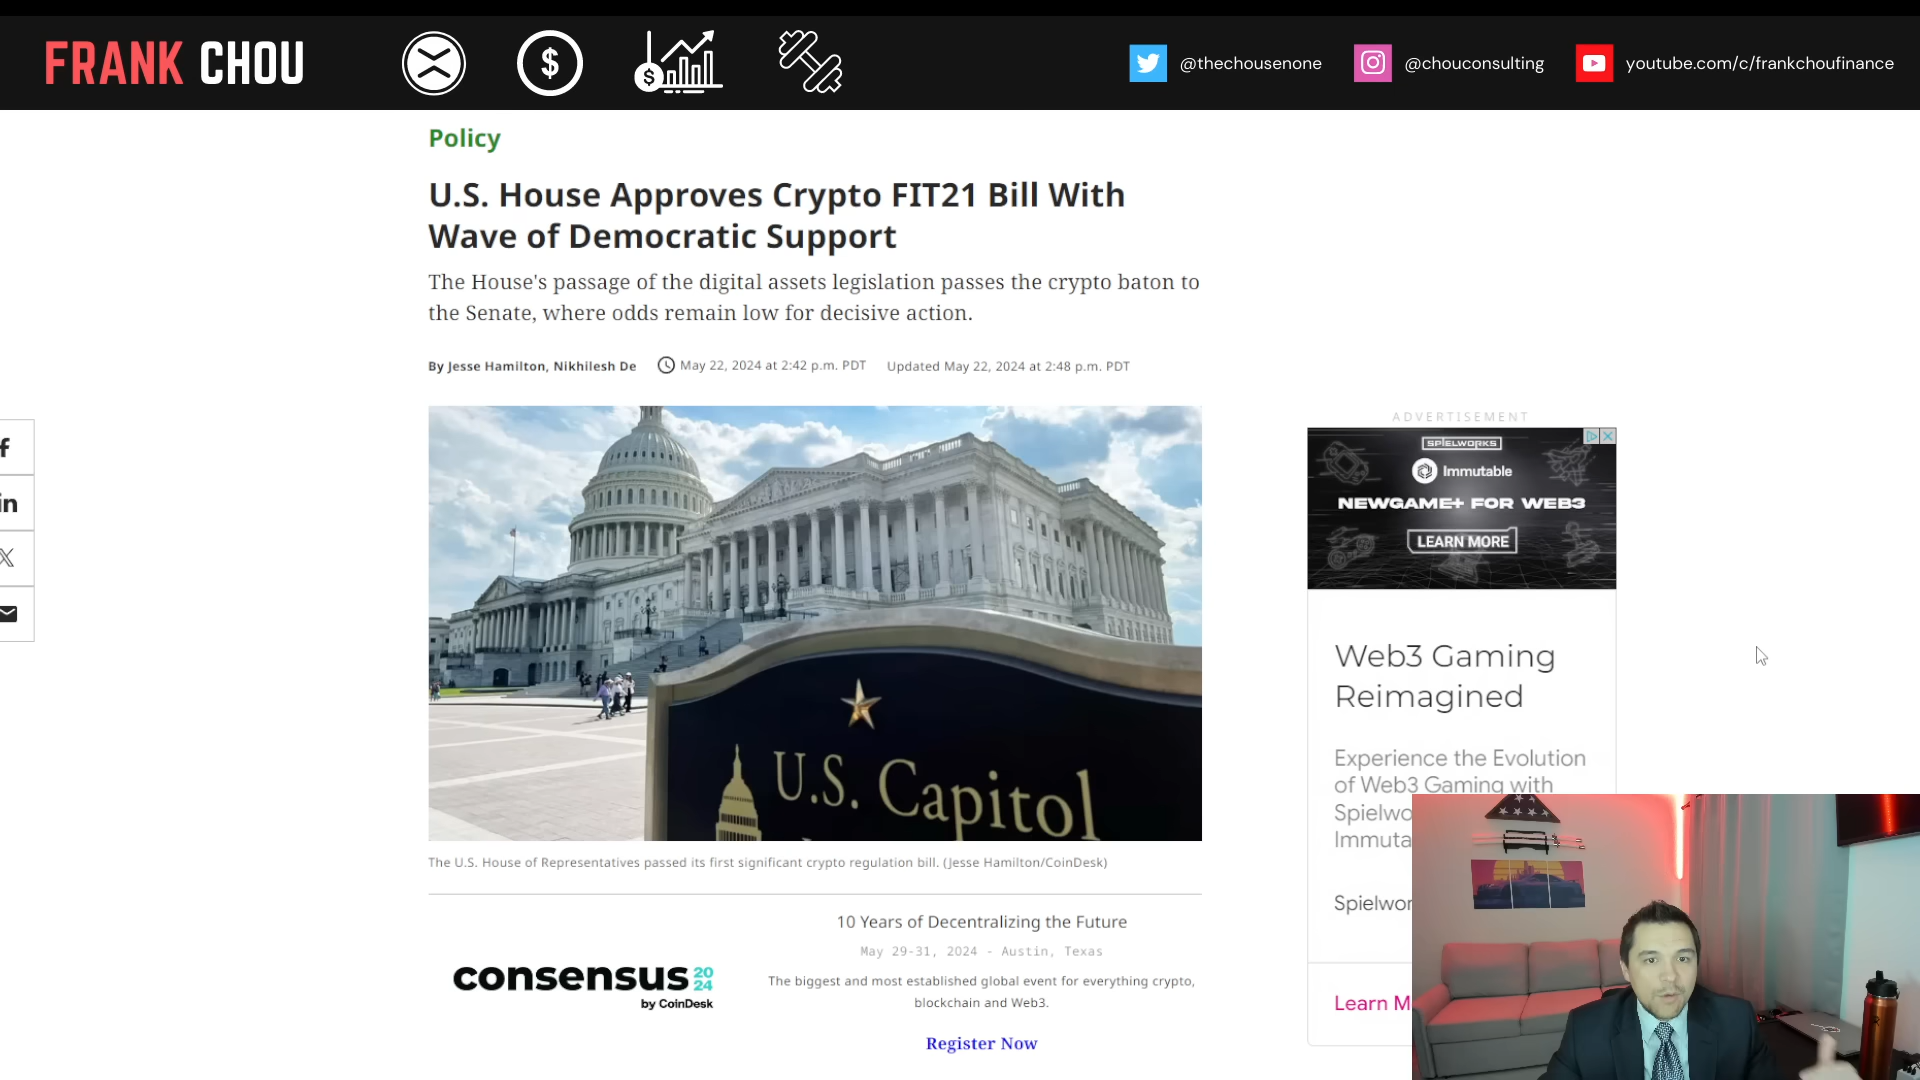 FRANK CHOU
$
$
@thechousenone
@chouconsulting
youtube.com/c/frankchoufinance
Policy
U.S. House Approves Crypto FIT21 Bill With
Wave of Democratic Support
The House's passage of the digital assets legislation passes the crypto baton to
the Senate, where odds remain low for decisive action.
By Jesse Hamilton, Nikhilesh De
May 22, 2024 at 2:42 p.m. PDT
Updated May 22, 2024 at 2:48 p.m. PDT
f
in
X
U.S. Capitol
The U.S. House of Representatives passed its first significant crypto regulation bill. (Jesse Hamilton/CoinDesk)
consensus 2024
by CoinDesk
10 Years of Decentralizing the Future
May 29-31, 2024 - Austin, Texas
The biggest and most established global event for everything crypto,
blockchain and Web3.
Register Now
ADVERTISEMENT
SPIELWORKS
Immutable
NEWGAME+ FOR WEB3
LEARN MORE
Web3 Gaming
Reimagined
Experience the Evolution
of Web3 Gaming with
Spielwo
Immuta
Spielwor
Learn M